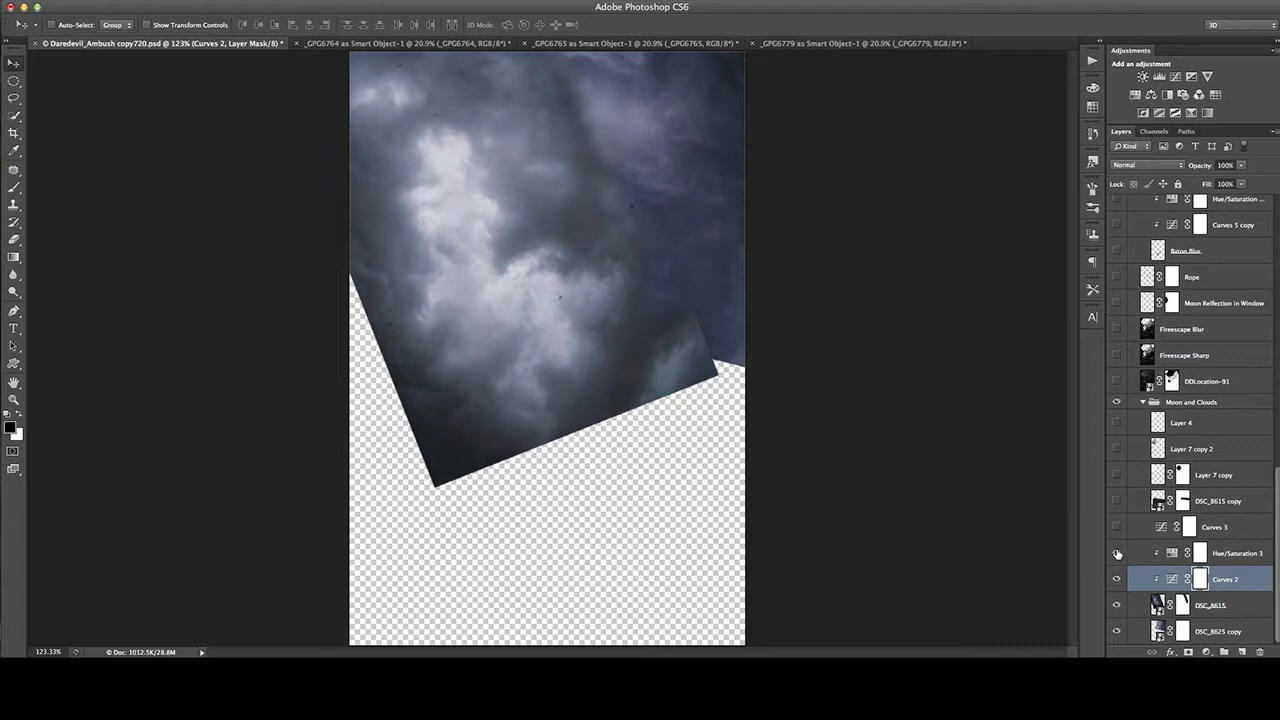 Adobe Photoshop CS6
Auto-Select: Group Show Transform Controls 3D Mode: 3D
© Daredevil_Ambush copy720.psd @ 123% (Curves 2, Layer Mask/8) * _GPG6764 as Smart Object-1 @ 20.9% (_GPG6764, RGB/8*) * _GPG6765 as Smart Object-1 @ 20.9% (_GPG6765, RGB/8*) * _GPG6779 as Smart Object-1 @ 20.9% (_GPG6779, RGB/8*) *
Adjustments
Add an adjustment
Layers Channels Paths
Kind
Normal Opacity: 100%
Lock: Fill: 100%
Hue/Saturation ...
Curves 5 copy
Baton Blur
Rope
Moon Relfection in Window
Fireescape Blur
Fireescape Sharp
DDLocation-91
Moon and Clouds
Layer 4
Layer 7 copy 2
Layer 7 copy
DSC_8615 copy
Curves 3
Hue/Saturation 3
Curves 2
DSC_8615.
DSC_8625 copy
123.33% Doc: 1012.5K/28.8M